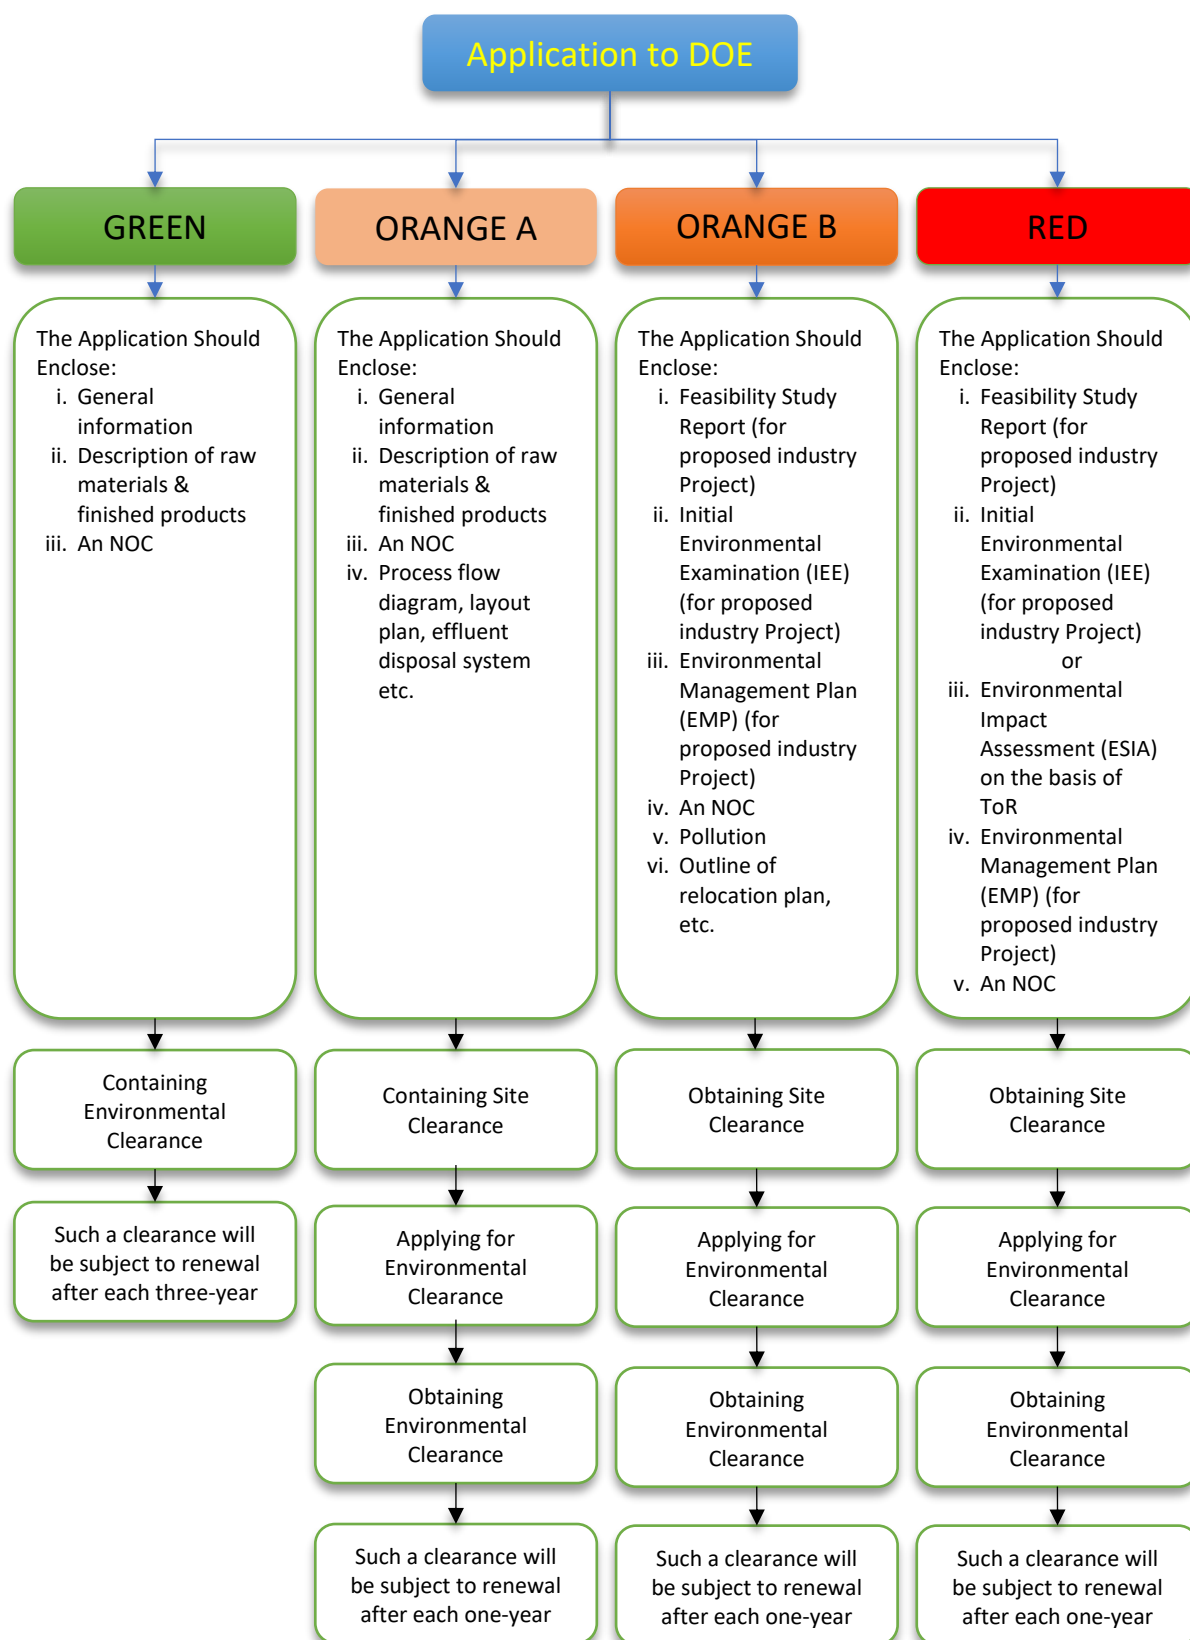 Application to DOE
GREEN
ORANGE A
ORANGE B
RED
The Application Should
Enclose:
i. General
information
ii. Description of raw
materials &
finished products
iii. An NOC
The Application Should
Enclose:
i. General
information
ii. Description of raw
materials &
finished products
iii. An NOC
iv. Process flow
diagram, layout
plan, effluent
disposal system
etc.
The Application Should
Enclose:
i. Feasibility Study
Report (for
proposed industry
Project)
ii. Initial
Environmental
Examination (IEE)
(for proposed
industry Project)
iii. Environmental
Management Plan
(EMP) (for
proposed industry
Project)
iv. An NOC
v. Pollution
vi. Outline of
relocation plan,
etc.
The Application Should
Enclose:
i. Feasibility Study
Report (for
proposed industry
Project)
ii. Initial
Environmental
Examination (IEE)
(for proposed
industry Project)
or
iii. Environmental
Impact
Assessment (ESIA)
on the basis of
ToR
iv. Environmental
Management Plan
(EMP) (for
proposed industry
Project)
v. An NOC
Containing
Environmental
Clearance
Containing Site
Clearance
Obtaining Site
Clearance
Obtaining Site
Clearance
Such a clearance will
be subject to renewal
after each three-year
Applying for
Environmental
Clearance
Applying for
Environmental
Clearance
Applying for
Environmental
Clearance
Obtaining
Environmental
Clearance
Obtaining
Environmental
Clearance
Obtaining
Environmental
Clearance
Such a clearance will
be subject to renewal
after each one-year
Such a clearance will
be subject to renewal
after each one-year
Such a clearance will
be subject to renewal
after each one-year